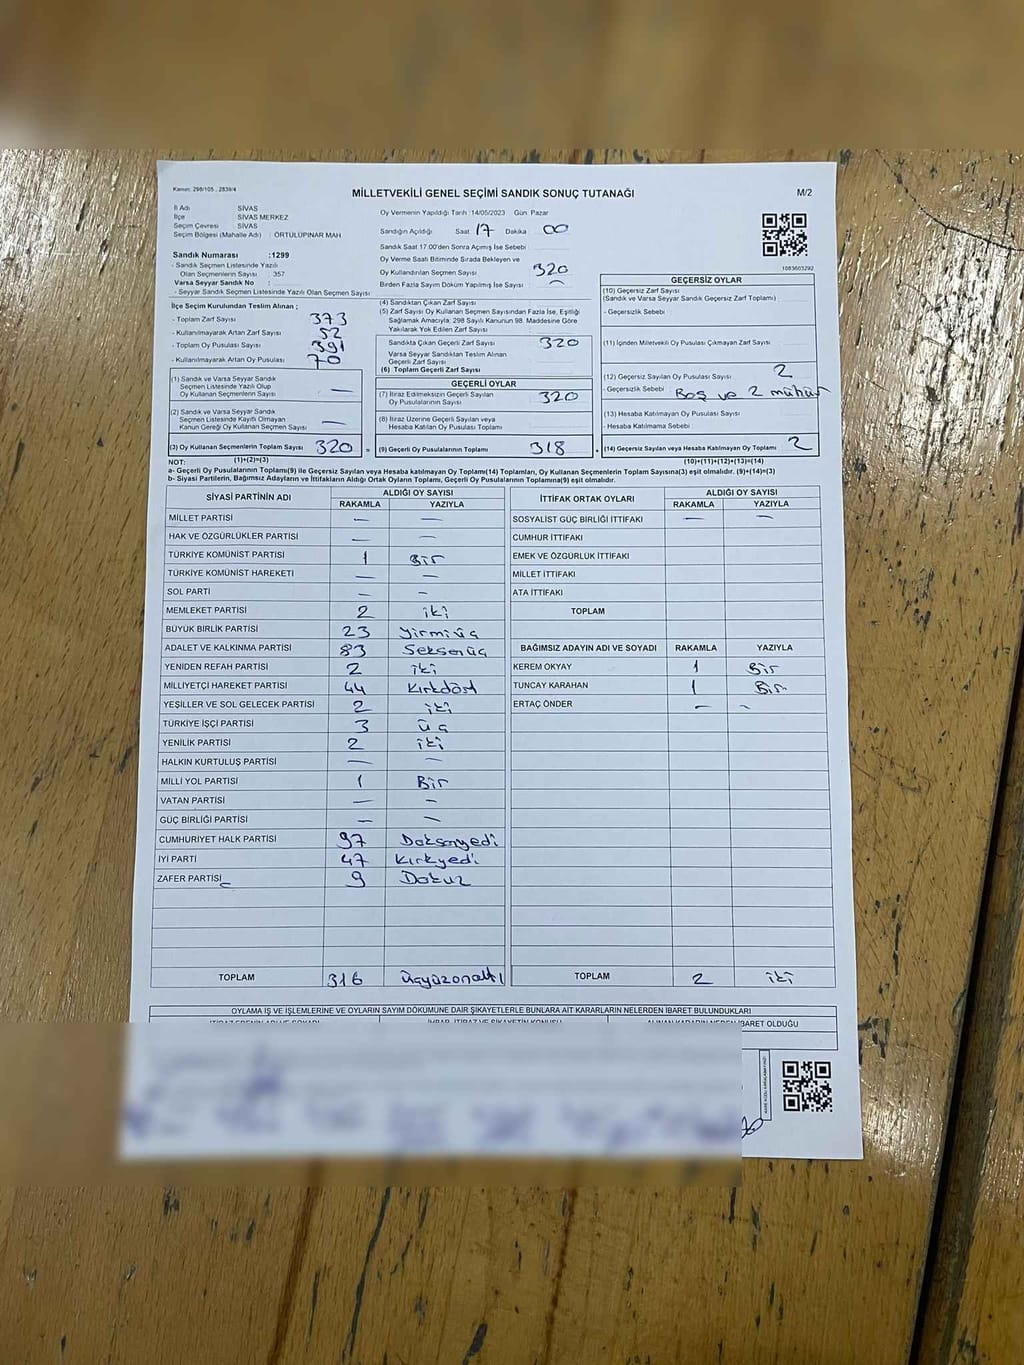 Kanun: 298/105 , 2839/4
MİLLETVEKİLİ GENEL SEÇİMİ SANDIK SONUÇ TUTANAĞI
M/2
İl Adı : SİVAS
İlçe : SİVAS MERKEZ
Seçim Çevresi : SİVAS
Seçim Bölgesi (Mahalle Adı) : ÖRTÜLÜPINAR MAH
Sandık Numarası :1299
- Sandık Seçmen Listesinde Yazılı
Olan Seçmenlerin Sayısı : 357
Varsa Seyyar Sandık No :
- Seyyar Sandık Seçmen Listesinde Yazılı Olan Seçmen Sayısı
İlçe Seçim Kurulundan Teslim Alınan ;
- Toplam Zarf Sayısı 373
- Kullanılmayarak Artan Zarf Sayısı 52
- Toplam Oy Pusulası Sayısı 391
- Kullanılmayarak Artan Oy Pusulası 70
(1) Sandık ve Varsa Seyyar Sandık
Seçmen Listesinde Yazılı Olup
Oy Kullanan Seçmenlerin Sayısı —
(2) Sandık ve Varsa Seyyar Sandık
Seçmen Listesinde Kayıtlı Olmayan
Kanun Gereği Oy Kullanan Seçmen Sayısı —
(3) Oy Kullanan Seçmenlerin Toplam Sayısı 320
(1)+(2)=(3)
Oy Vermenin Yapıldığı Tarih :14/05/2023 Gün: Pazar
Sandığın Açıldığı Saat 17 Dakika 00
Sandık Saat 17.00'den Sonra Açımış İse Sebebi
Oy Verme Saati Bitiminde Sırada Bekleyen ve
Oy Kullandırılan Seçmen Sayısı 320
Birden Fazla Sayım Döküm Yapılmış İse Sayısı —
(4) Sandıktan Çıkan Zarf Sayısı
(5) Zarf Sayısı Oy Kullanan Seçmen Sayısından Fazla İse, Eşitliği
Sağlamak Amacıyla; 298 Sayılı Kanunun 98. Maddesine Göre
Yakılarak Yok Edilen Zarf Sayısı
Sandıkta Çıkan Geçerli Zarf Sayısı 320
Varsa Seyyar Sandıktan Teslim Alınan
Geçerli Zarf Sayısı
(6) Toplam Geçerli Zarf Sayısı
GEÇERLİ OYLAR
(7) İtiraz Edilmeksizin Geçerli Sayılan
Oy Pusulalarının Sayısı 320
(8) İtiraz Üzerine Geçerli Sayılan veya
Hesaba Katılan Oy Pusulası Toplamı
= (9) Geçerli Oy Pusulalarının Toplamı 318
1083603292
GEÇERSİZ OYLAR
(10) Geçersiz Zarf Sayısı
(Sandık ve Varsa Seyyar Sandık Geçersiz Zarf Toplamı)
- Geçersizlik Sebebi
(11) İçinden Milletvekili Oy Pusulası Çıkmayan Zarf Sayısı
(12) Geçersiz Sayılan Oy Pusulası Sayısı 2
- Geçersizlik Sebebi Boş ve 2 mühür
(13) Hesaba Katılmayan Oy Pusulası Sayısı
- Hesaba Katılmama Sebebi
+ (14) Geçersiz Sayılan veya Hesaba Katılmayan Oy Toplamı 2
(10)+(11)+(12)+(13)=(14)
NOT:
a- Geçerli Oy Pusulalarının Toplamı(9) ile Geçersiz Sayılan veya Hesaba katılmayan Oy Toplam(14) Toplamları, Oy Kullanan Seçmenlerin Toplam Sayısına(3) eşit olmalıdır. (9)+(14)=(3)
b- Siyasi Partilerin, Bağımsız Adayların ve İttifakların Aldığı Ortak Oyların Toplamı, Geçerli Oy Pusulalarının Toplamına(9) eşit olmalıdır.
SİYASİ PARTİNİN ADI ALDIĞI OY SAYISI
RAKAMLA YAZIYLA
MİLLET PARTİSİ — —
HAK VE ÖZGÜRLÜKLER PARTİSİ — —
TÜRKİYE KOMÜNİST PARTİSİ 1 Bir
TÜRKİYE KOMÜNİST HAREKETİ — —
SOL PARTİ — —
MEMLEKET PARTİSİ 2 iki
BÜYÜK BİRLİK PARTİSİ 23 Yirmiüç
ADALET VE KALKINMA PARTİSİ 83 Seksenüç
YENİDEN REFAH PARTİSİ 2 iki
MİLLİYETÇİ HAREKET PARTİSİ 44 Kırkdört
YEŞİLLER VE SOL GELECEK PARTİSİ 2 iki
TÜRKİYE İŞÇİ PARTİSİ 3 üç
YENİLİK PARTİSİ 2 iki
HALKIN KURTULUŞ PARTİSİ — —
MİLLİ YOL PARTİSİ 1 Bir
VATAN PARTİSİ — —
GÜÇ BİRLİĞİ PARTİSİ — —
CUMHURİYET HALK PARTİSİ 97 Doksanyedi
İYİ PARTİ 47 Kırkyedi
ZAFER PARTİSİ 9 Dokuz
TOPLAM 316 Üçyüzonaltı
İTTİFAK ORTAK OYLARI ALDIĞI OY SAYISI
RAKAMLA YAZIYLA
SOSYALİST GÜÇ BİRLİĞİ İTTİFAKI — —
CUMHUR İTTİFAKI
EMEK VE ÖZGÜRLÜK İTTİFAKI
MİLLET İTTİFAKI
ATA İTTİFAKI
TOPLAM
BAĞIMSIZ ADAYIN ADI VE SOYADI RAKAMLA YAZIYLA
KEREM OKYAY 1 Bir
TUNCAY KARAHAN 1 Bir
ERTAÇ ÖNDER — —
TOPLAM 2 iki
OYLAMA İŞ VE İŞLEMLERİNE VE OYLARIN SAYIM DÖKÜMÜNE DAİR ŞİKAYETLERLE BUNLARA AİT KARARLARIN NELERDEN İBARET BULUNDUKLARI
İTİRAZ EDENİN ADI VE SOYADI İHBAR, İTİRAZ VE ŞİKAYETİN KONUSU ALINAN KARARIN NEDEN İBARET OLDUĞU